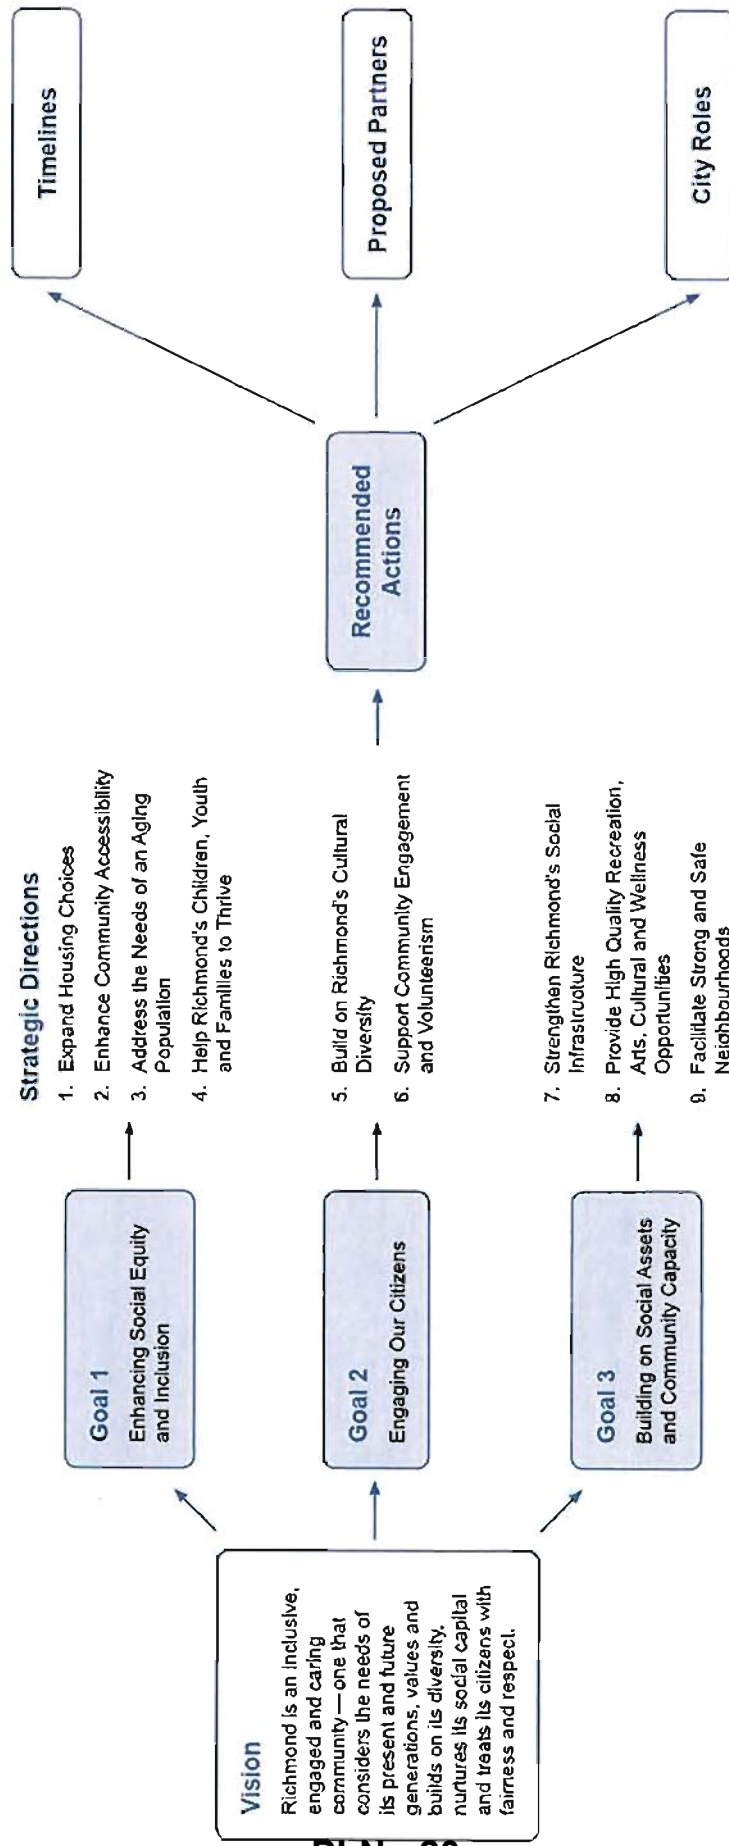 Vision
Richmond is an inclusive,
engaged and caring
community — one that
considers the needs of
its present and future
generations, values and
builds on its diversity,
nurtures its social capital
and treats its citizens with
fairness and respect.
Goal 1
Enhancing Social Equity
and Inclusion
Goal 2
Engaging Our Citizens
Goal 3
Building on Social Assets
and Community Capacity
Strategic Directions
1. Expand Housing Choices
2. Enhance Community Accessibility
3. Address the Needs of an Aging
Population
4. Help Richmond's Children, Youth
and Families to Thrive
5. Build on Richmond's Cultural
Diversity
6. Support Community Engagement
and Volunteerism
7. Strengthen Richmond's Social
Infrastructure
8. Provide High Quality Recreation,
Arts, Cultural and Wellness
Opportunities
9. Facilitate Strong and Safe
Neighbourhoods
Recommended
Actions
Timelines
Proposed Partners
City Roles